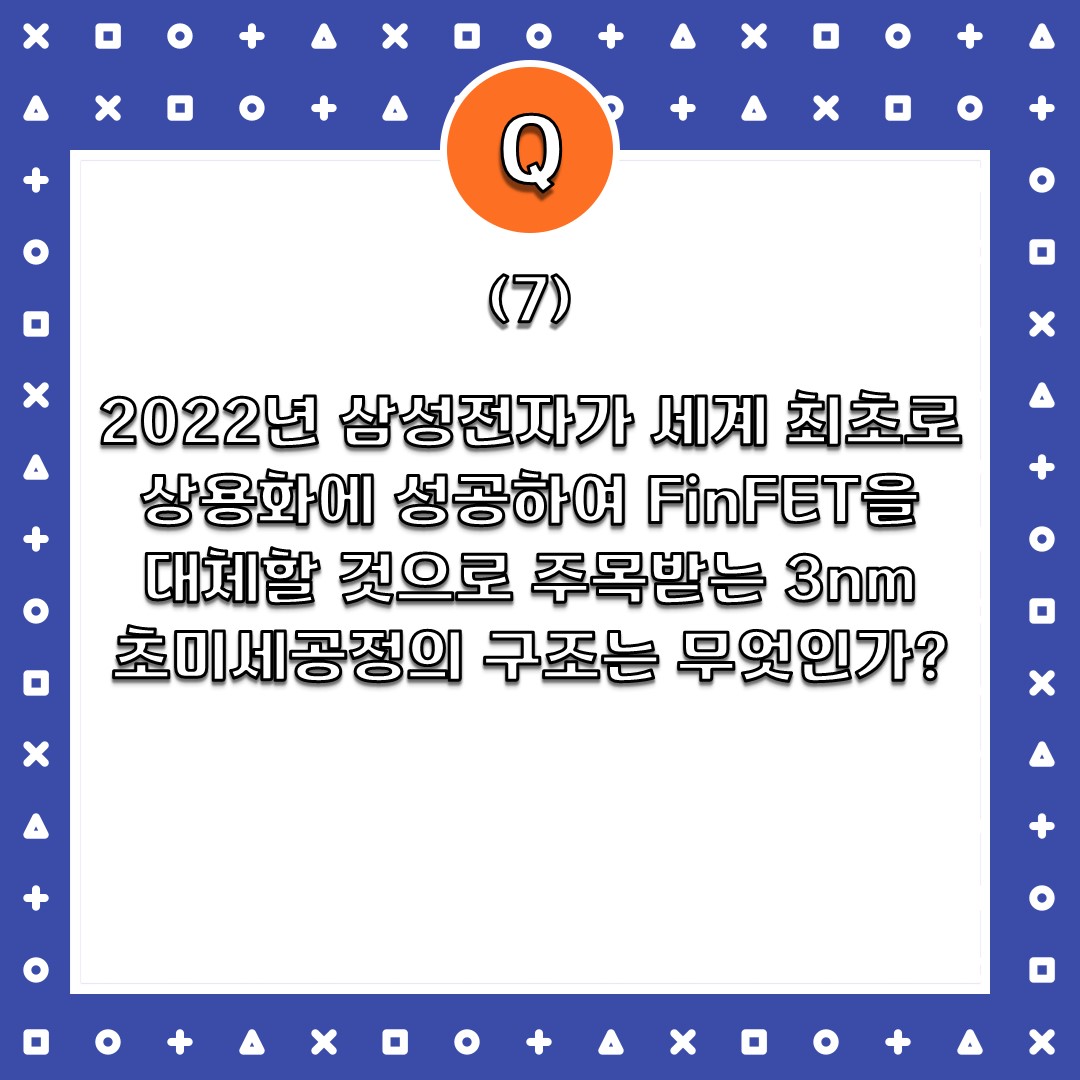 Q
(7)
2022년 삼성전자가 세계 최초로
상용화에 성공하여 FinFET을
대체할 것으로 주목받는 3nm
초미세공정의 구조는 무엇인가?